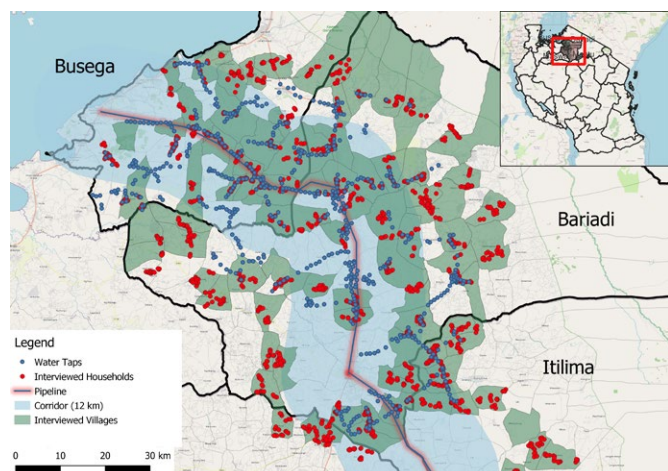 Busega
Bariadi
Itilima
Legend
Water Taps
Interviewed Households
Pipeline
Corridor (12 km)
Interviewed Villages
0 10 20 30 km